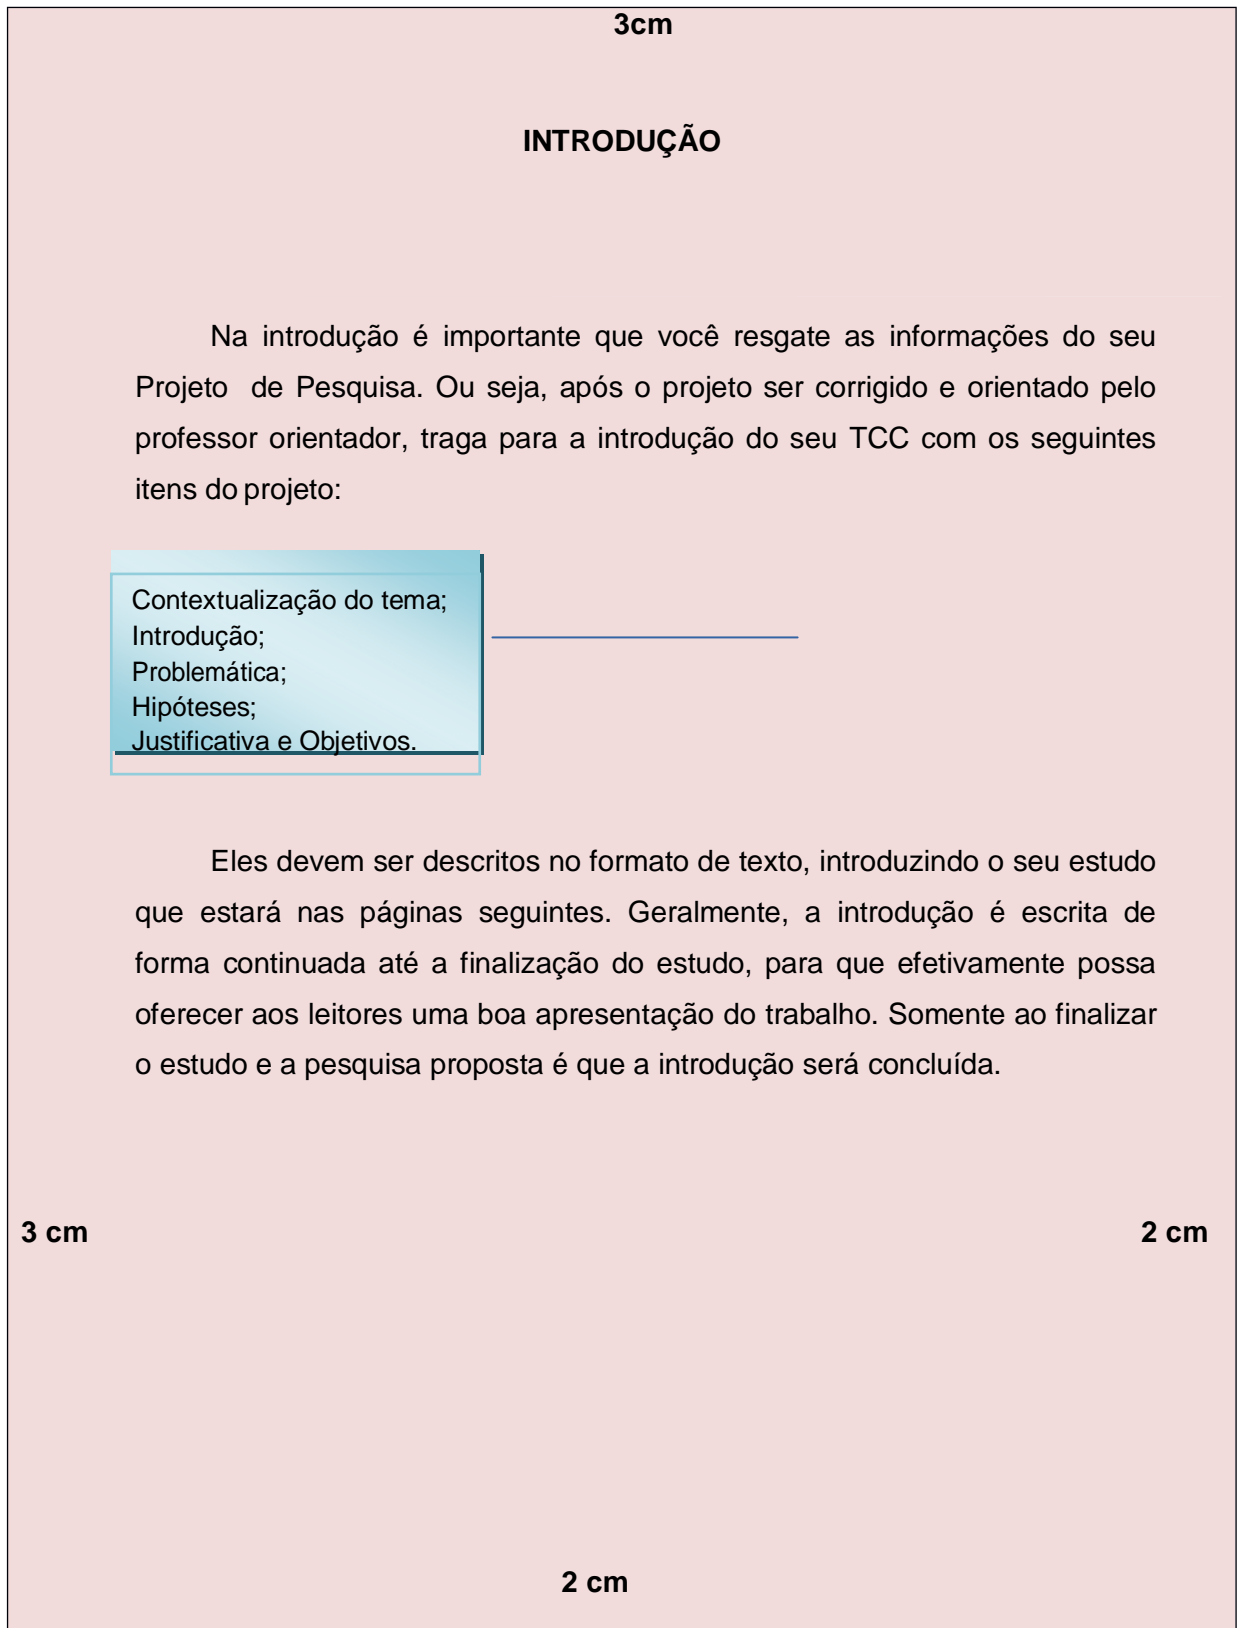 3cm
INTRODUÇÃO
Na introdução é importante que você resgate as informações do seu
Projeto de Pesquisa. Ou seja, após o projeto ser corrigido e orientado pelo
professor orientador, traga para a introdução do seu TCC com os seguintes
itens do projeto:
Contextualização do tema;
Introdução;
Problemática;
Hipóteses;
Justificativa e Objetivos.
Eles devem ser descritos no formato de texto, introduzindo o seu estudo
que estará nas páginas seguintes. Geralmente, a introdução é escrita de
forma continuada até a finalização do estudo, para que efetivamente possa
oferecer aos leitores uma boa apresentação do trabalho. Somente ao finalizar
o estudo e a pesquisa proposta é que a introdução será concluída.
3 cm
2 cm
2 cm